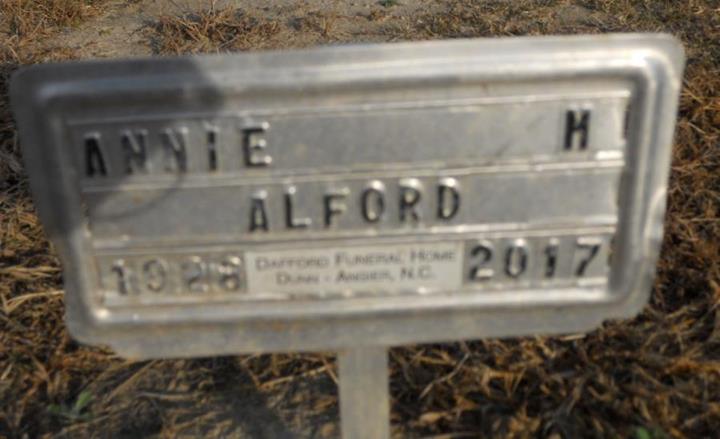 ANNIE M
ALFORD
1928 DAFFORD FUNERAL HOME 2017
DUNN - ANGIER, N.C.